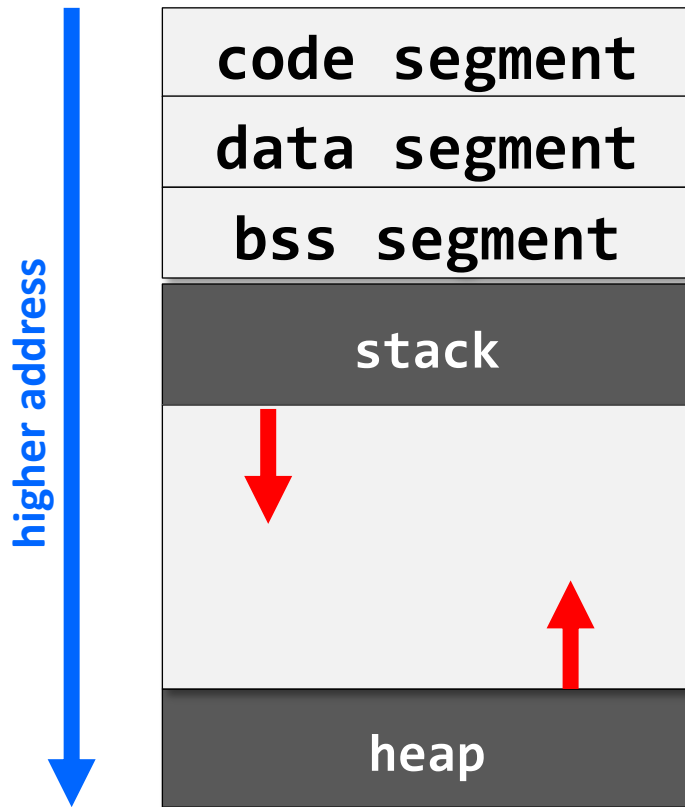 code segment
data segment
bss segment
higher address
stack
heap